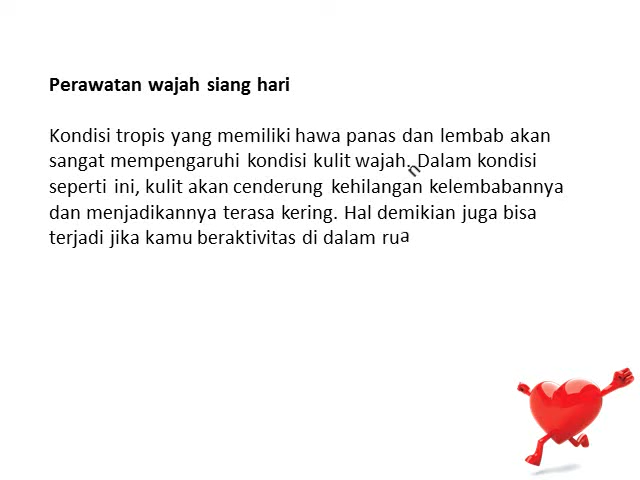 Perawatan wajah siang hari
Kondisi tropis yang memiliki hawa panas dan lembab akan
sangat mempengaruhi kondisi kulit wajah. Dalam kondisi
seperti ini, kulit akan cenderung kehilangan kelembabannya
dan menjadikannya terasa kering. Hal demikian juga bisa
terjadi jika kamu beraktivitas di dalam rua
n